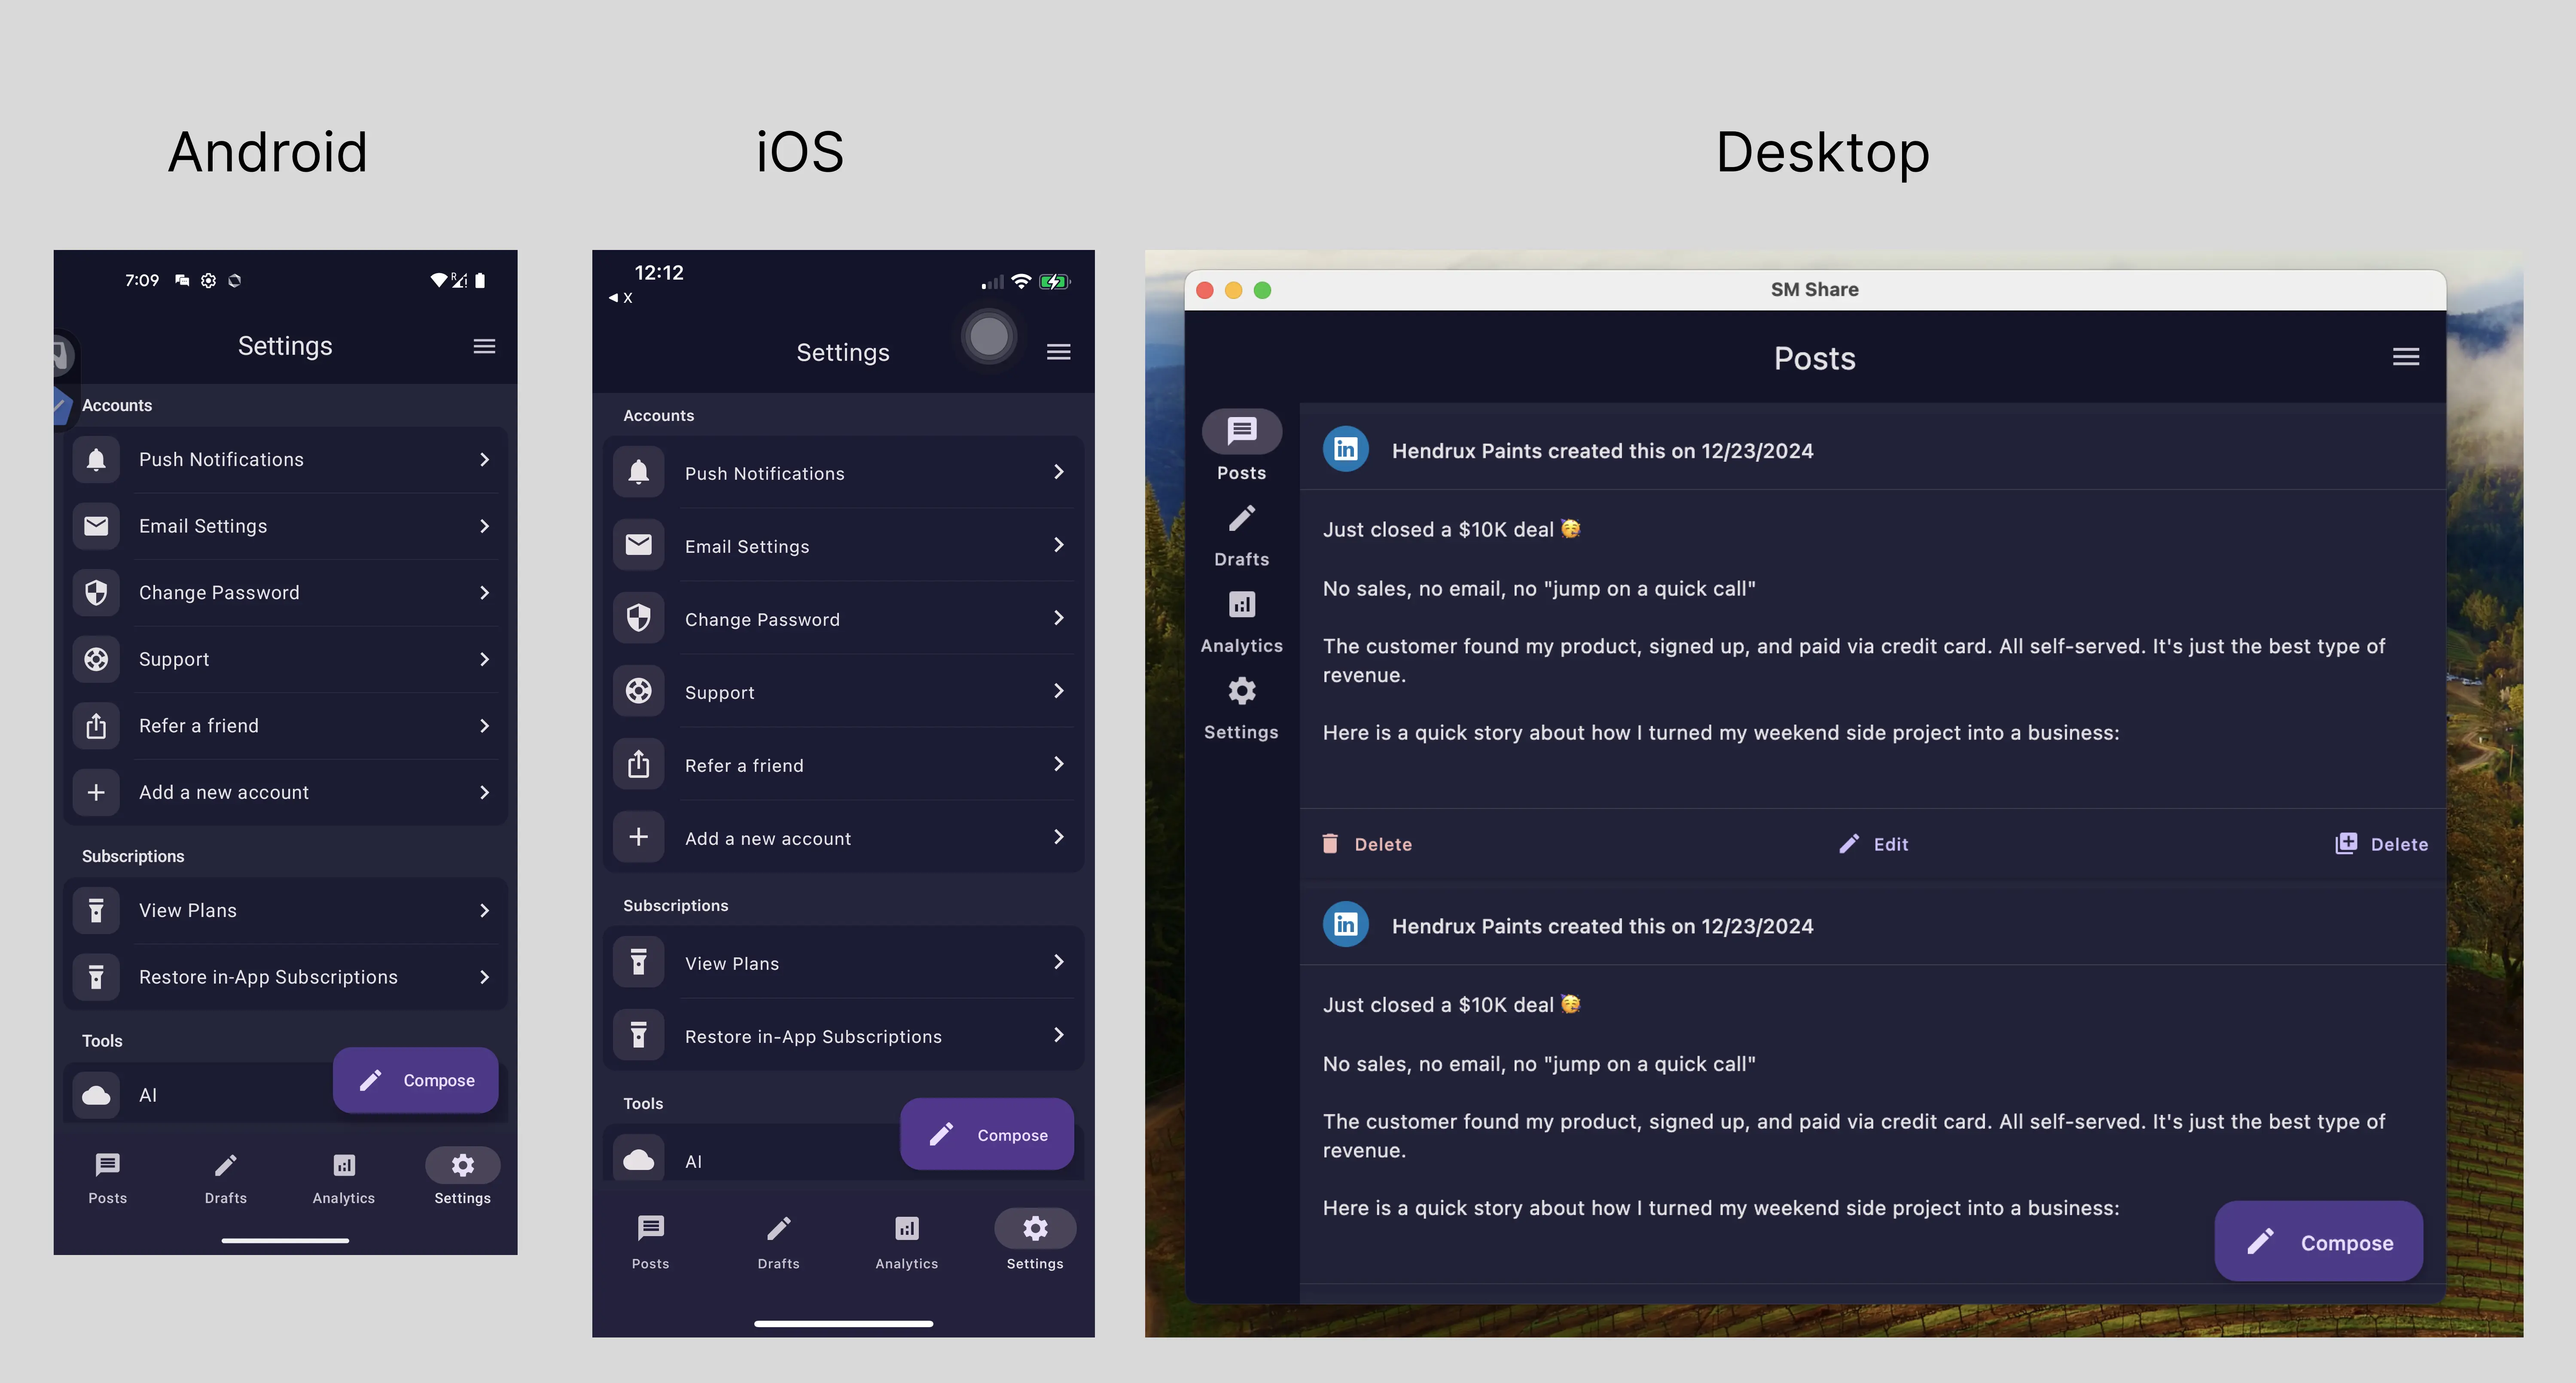 Android
iOS
Desktop
7:09
Settings
Accounts
Push Notifications
Email Settings
Change Password
Support
Refer a friend
Add a new account
Subscriptions
View Plans
Restore in-App Subscriptions
Tools
AI
Compose
Posts
Drafts
Analytics
Settings
12:12
◀ X
Settings
Accounts
Push Notifications
Email Settings
Change Password
Support
Refer a friend
Add a new account
Subscriptions
View Plans
Restore in-App Subscriptions
Tools
AI
Compose
Posts
Drafts
Analytics
Settings
SM Share
Posts
Posts
Drafts
Analytics
Settings
in Hendrux Paints created this on 12/23/2024
Just closed a $10K deal 🥳
No sales, no email, no "jump on a quick call"
The customer found my product, signed up, and paid via credit card. All self-served. It's just the best type of
revenue.
Here is a quick story about how I turned my weekend side project into a business:
Delete
Edit
Delete
in Hendrux Paints created this on 12/23/2024
Just closed a $10K deal 🥳
No sales, no email, no "jump on a quick call"
The customer found my product, signed up, and paid via credit card. All self-served. It's just the best type of
revenue.
Here is a quick story about how I turned my weekend side project into a business:
Compose